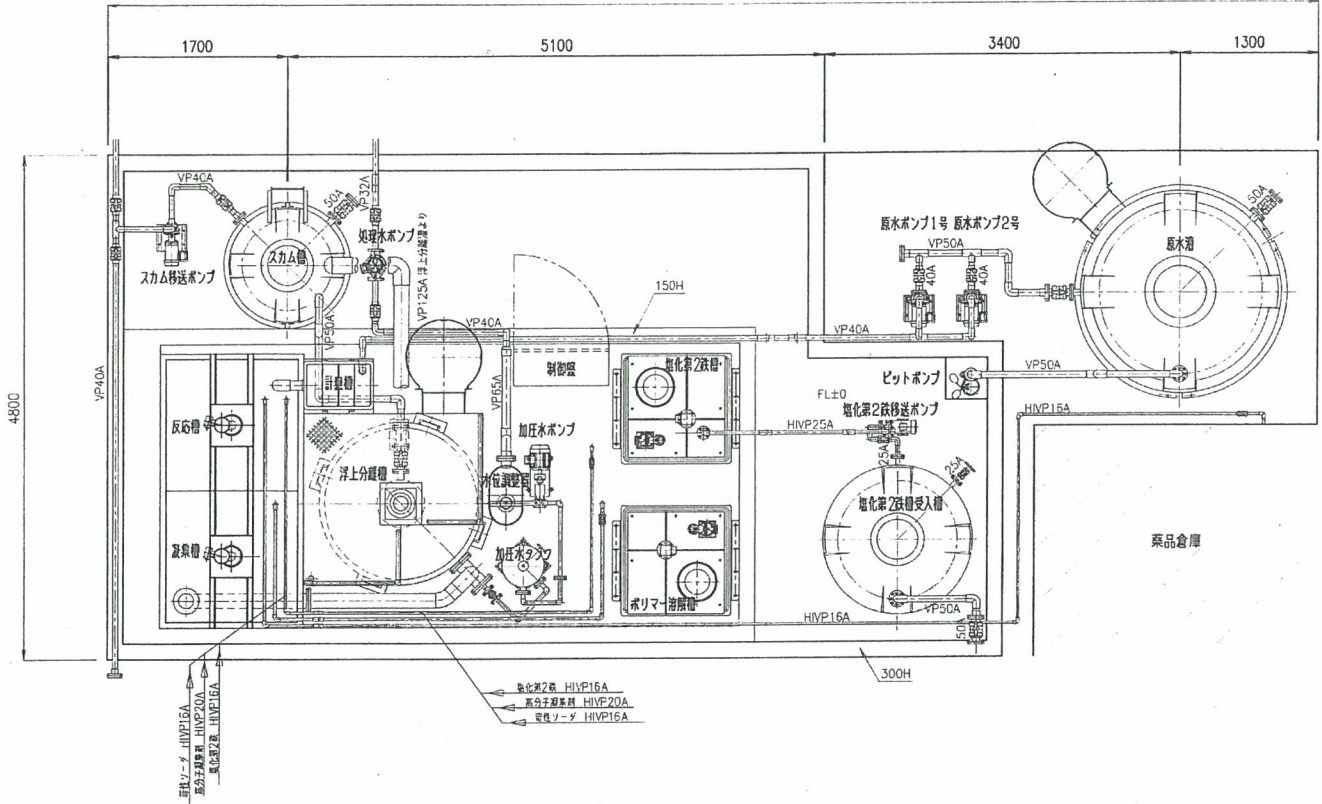 1700
5100
3400
1300
4800
VP40A
スカム移送ポンプ
スカム槽
50A
VP32A
処理水ポンプ
VP125A 浮上分離槽より
VP50A
VP40A
150H
原水ポンプ1号 原水ポンプ2号
VP50A
40A
40A
50A
原水槽
VP40A
VP40A
計量槽
VP65A
制御盤
塩化第2鉄槽
ピットポンプ
VP50A
FL±0
塩化第2鉄移送ポンプ
HIVP16A
HIVP25A
25A
25A
反応槽
浮上分離槽
加圧水ポンプ
水位調整器
塩化第2鉄槽受入槽
薬品倉庫
凝集槽
加圧水タンク
ポリマー溶解槽
HIVP16A
VP50A
50A
300H
塩化第2鉄 HIVP16A
高分子凝集剤 HIVP20A
苛性ソーダ HIVP16A
苛性ソーダ HIVP16A
高分子凝集剤 HIVP20A
塩化第2鉄 HIVP16A